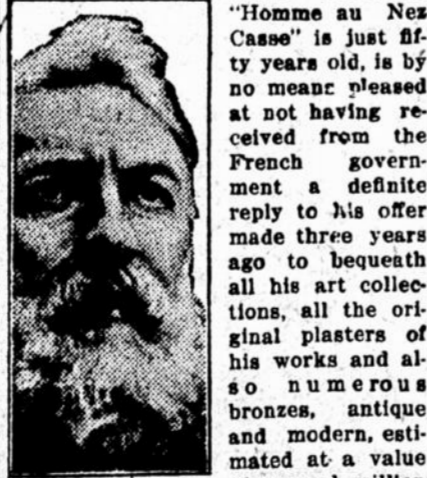 "Homme au Nez
Casse" is just fif-
ty years old, is by
no means pleased
at not having re-
ceived from the
French govern-
ment a definite
reply to his offer
made three years
ago to bequeath
all his art collec-
tions, all the ori-
ginal plasters of
his works and al-
so numerous
bronzes, antique
and modern, esti-
mated at a value